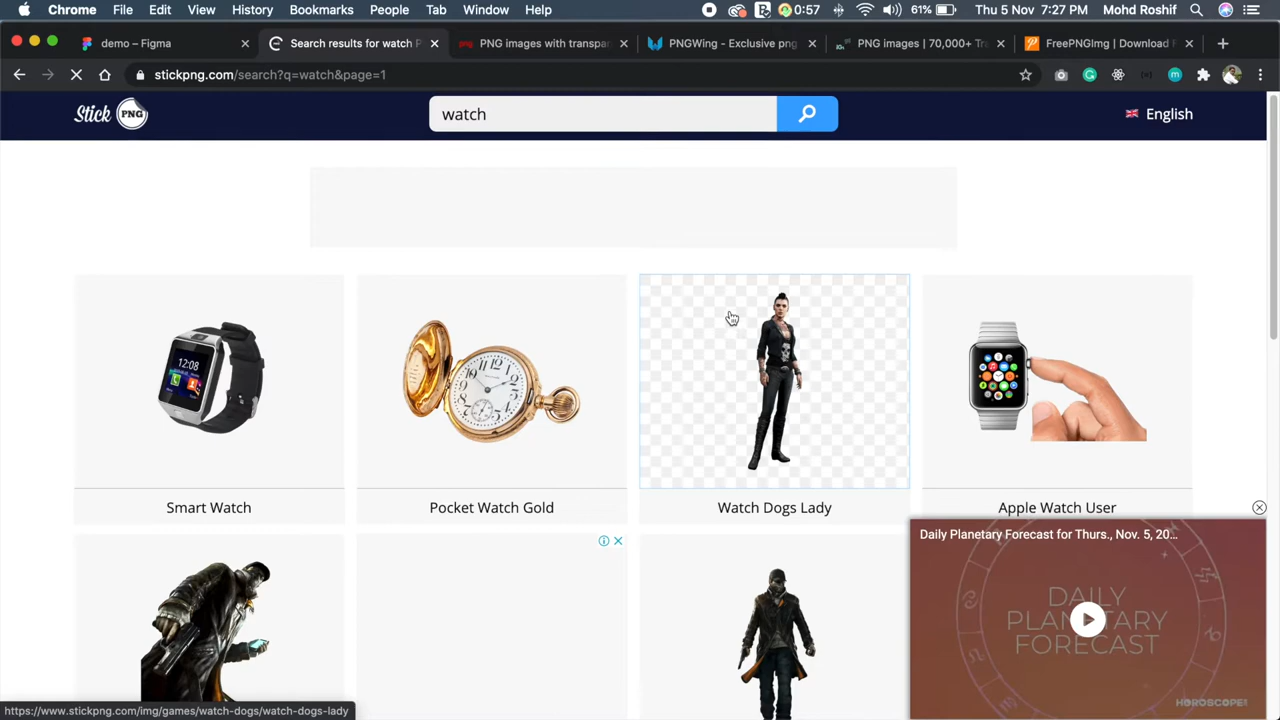 Chrome File Edit View History Bookmarks People Tab Window Help 0:57 61% Thu 5 Nov 7:27 PM Mohd Roshif
demo – Figma Search results for watch P PNG images with transpa PNGWing - Exclusive png PNG images | 70,000+ Tr FreePNGImg | Download F
stickpng.com/search?q=watch&page=1
Stick PNG watch English
12:08
Smart Watch Pocket Watch Gold Watch Dogs Lady Apple Watch User
Daily Planetary Forecast for Thurs., Nov. 5, 20...
DAILY
PLANETARY
FORECAST
HOROSCOPE
https://www.stickpng.com/img/games/watch-dogs/watch-dogs-lady